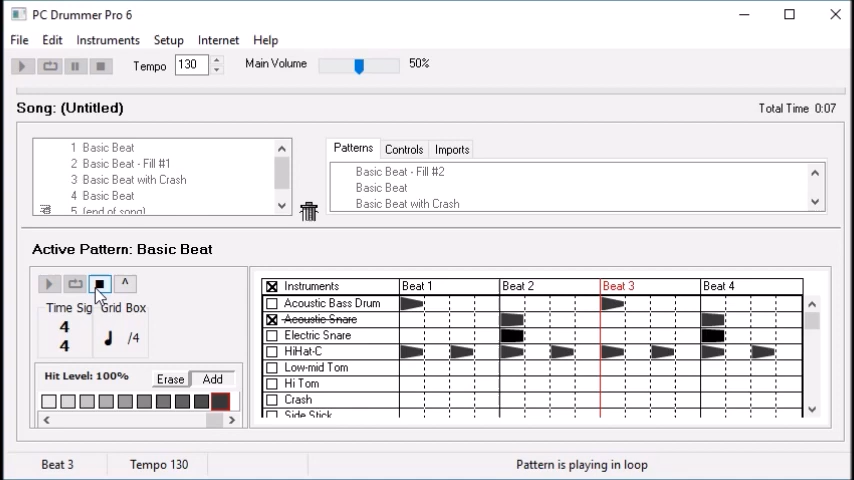 PC Drummer Pro 6
File Edit Instruments Setup Internet Help
Tempo 130 Main Volume 50%
Song: (Untitled) Total Time 0:07
1 Basic Beat
2 Basic Beat - Fill #1
3 Basic Beat with Crash
4 Basic Beat
5 (end of song)
Patterns Controls Imports
Basic Beat - Fill #2
Basic Beat
Basic Beat with Crash
Active Pattern: Basic Beat
^
Time Sig Grid Box
4
4
/4
Hit Level: 100% Erase Add
Instruments Beat 1 Beat 2 Beat 3 Beat 4
Acoustic Bass Drum
Acoustic Snare
Electric Snare
HiHat-C
Low-mid Tom
Hi Tom
Crash
Side Stick
Beat 3 Tempo 130 Pattern is playing in loop